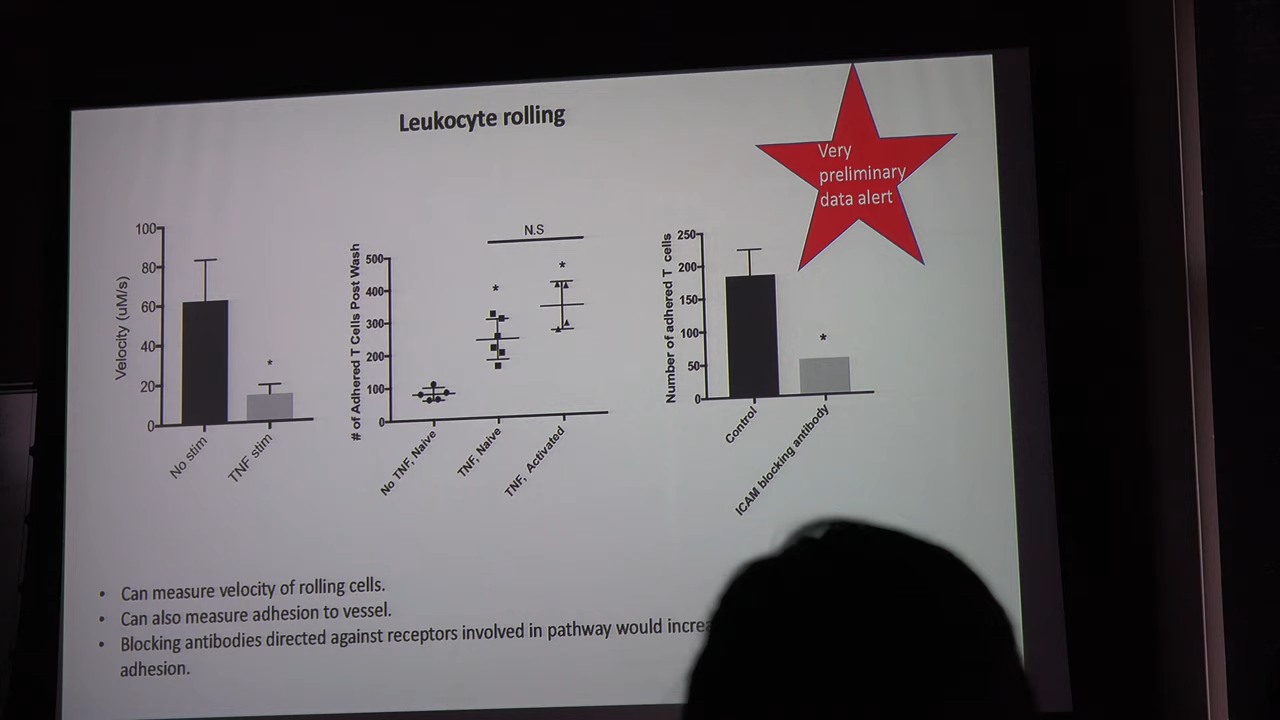 Leukocyte rolling
Very
preliminary
data alert
Velocity (uM/s)
100
80
60
40
20
0
No stim
TNF stim
*
# of Adhered T Cells Post Wash
500
400
300
200
100
0
No TNF, Naive
TNF, Naive
TNF, Activated
*
*
N.S
Number of adhered T cells
250
200
150
100
50
0
Control
ICAM blocking antibody
*
• Can measure velocity of rolling cells.
• Can also measure adhesion to vessel.
• Blocking antibodies directed against receptors involved in pathway would
adhesion.